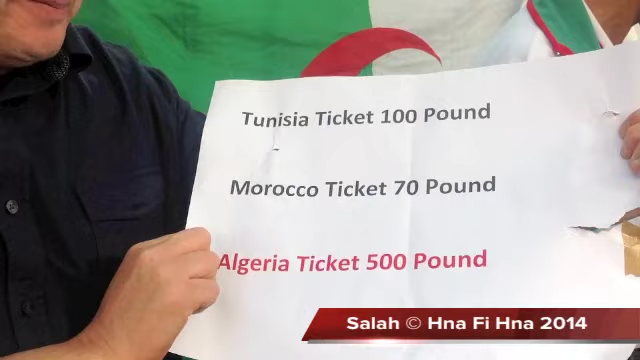 Tunisia Ticket 100 Pound
Morocco Ticket 70 Pound
Algeria Ticket 500 Pound
Salah © Hna Fi Hna 2014